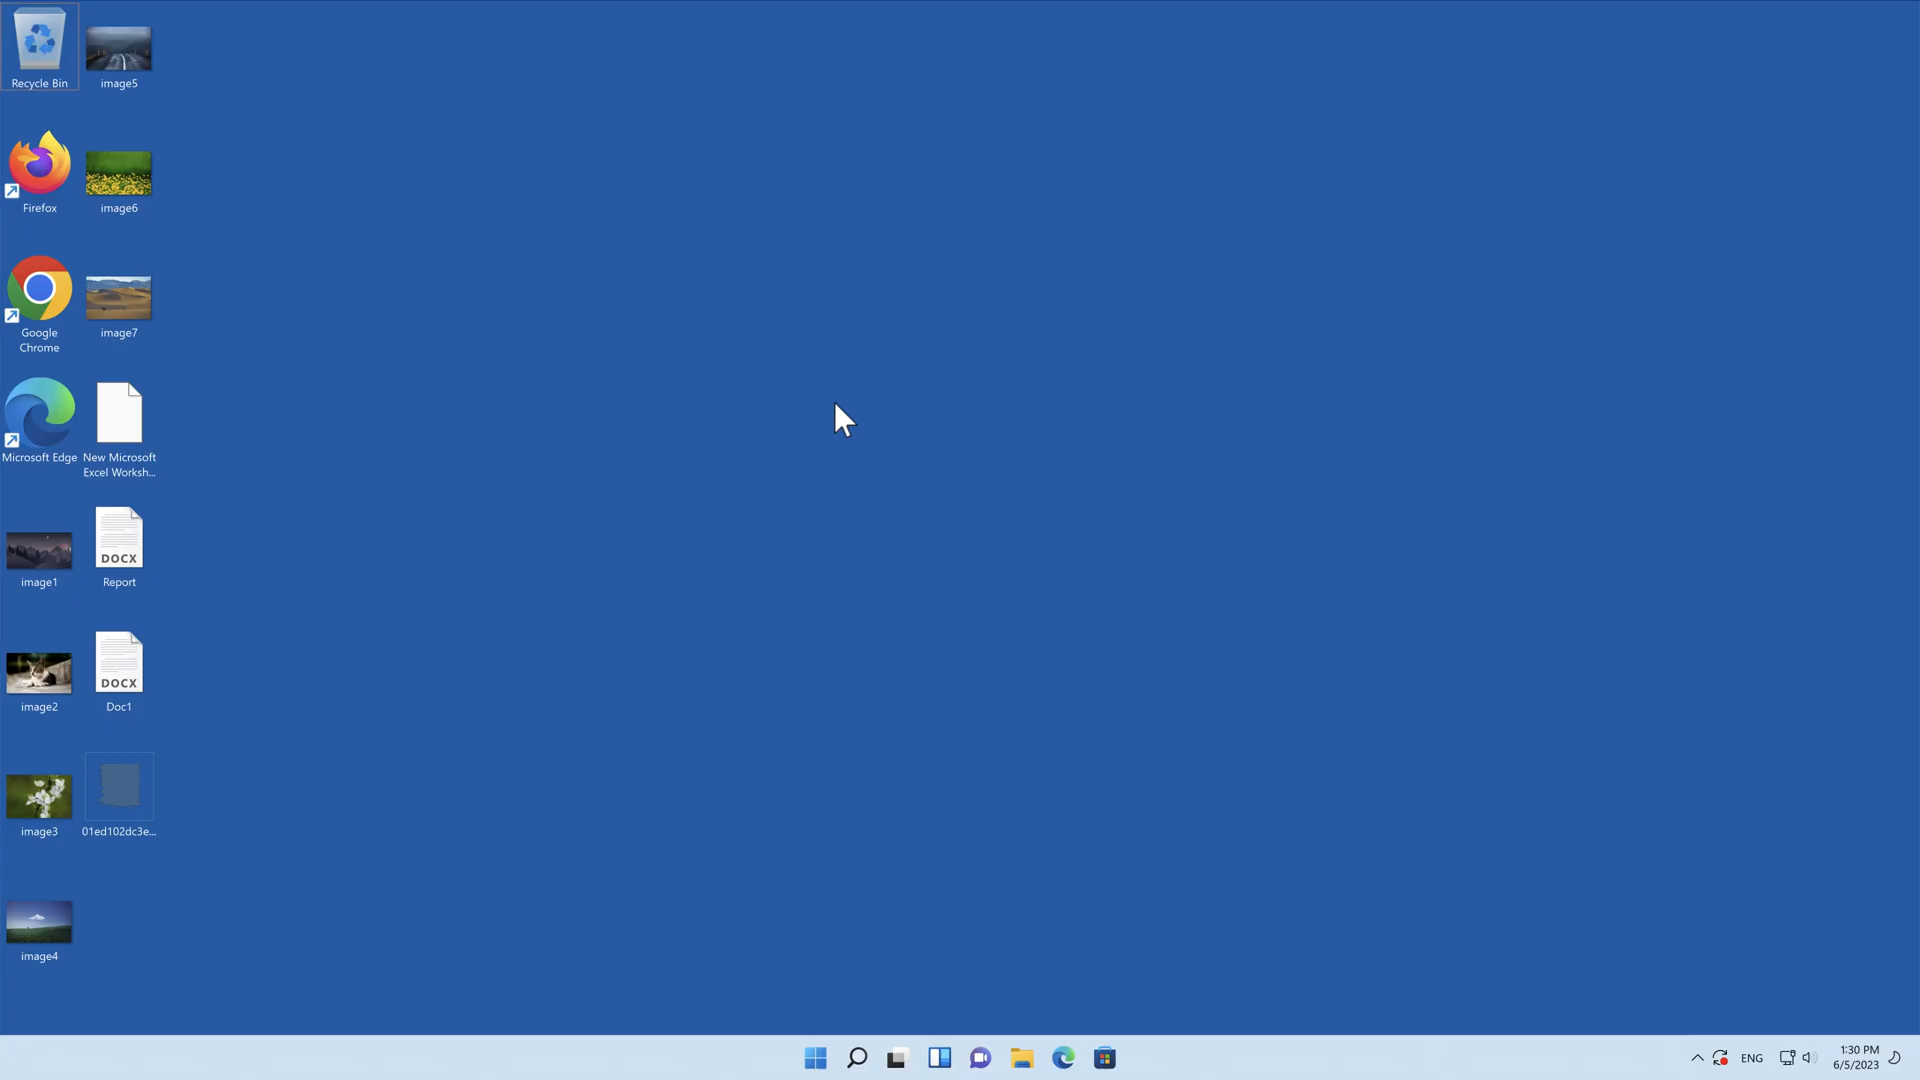 Recycle Bin
image5
Firefox
image6
Google
Chrome
image7
Microsoft Edge
New Microsoft
Excel Worksh...
image1
DOCX
Report
image2
DOCX
Doc1
image3
01ed102dc3e...
image4
ENG
1:30 PM
6/5/2023